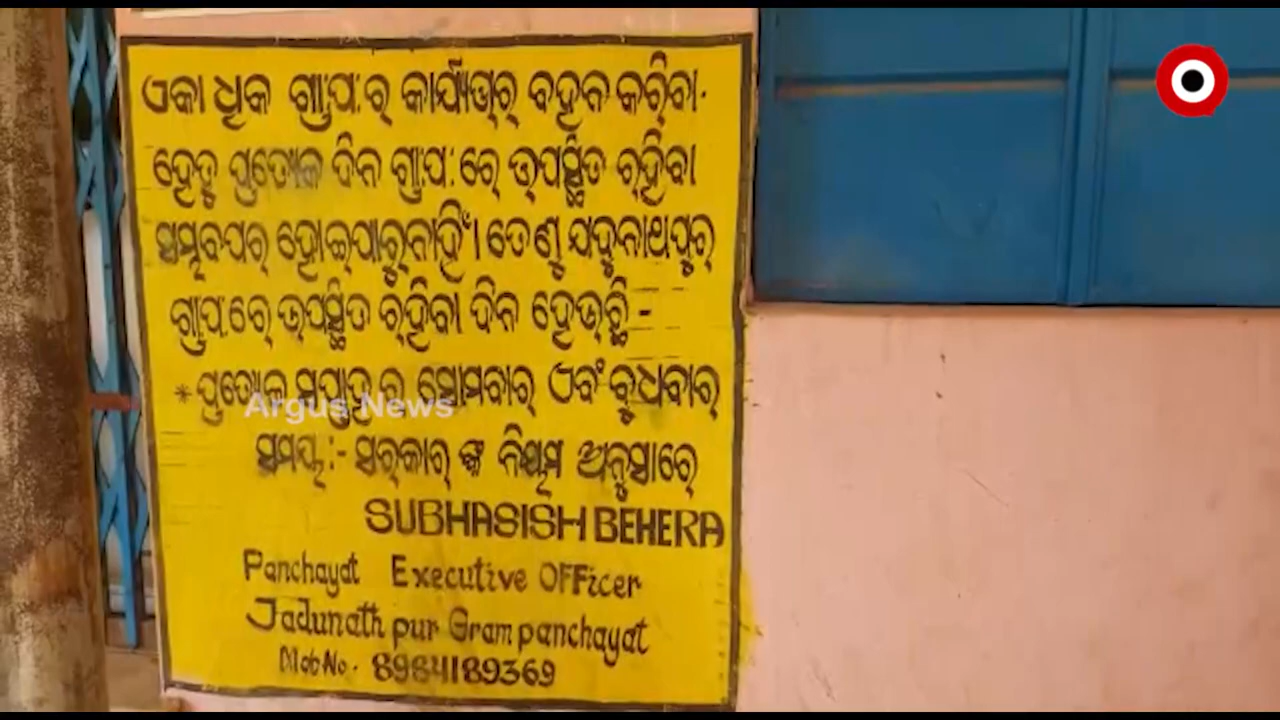 ଏକା ଧିକ ଗ୍ରା.ପ.ର୍ କାର୍ଯ୍ୟଭାର୍ ବହନ କରିବା.
ହେତୁ ପ୍ରତ୍ୟେକ ଦିନ ଗ୍ରା.ପ.ରେ ଉପସ୍ଥିତ ରହିବା
ସମ୍ଭବପର୍ ହୋଇପାରୁନାହିଁ। ତେଣୁ ଯଦୁନାଥପୁର୍
ଗ୍ରା.ପ.ରେ ଉପସ୍ଥିତ ରହିବା ଦିନ ହେଉଛି -
* ପ୍ରତ୍ୟେକ ସପ୍ତାହ ର ସୋମବାର୍ ଏବଂ ବୁଧବାର୍
Argus News
ସମୟ :- ସରକାର୍ ଙ୍କ ନିୟମ ଅନୁସାରେ
SUBHASISH BEHERA
Panchayat Executive OFFicer
Jadunath pur Gram panchayat
Mob No. 8984189369